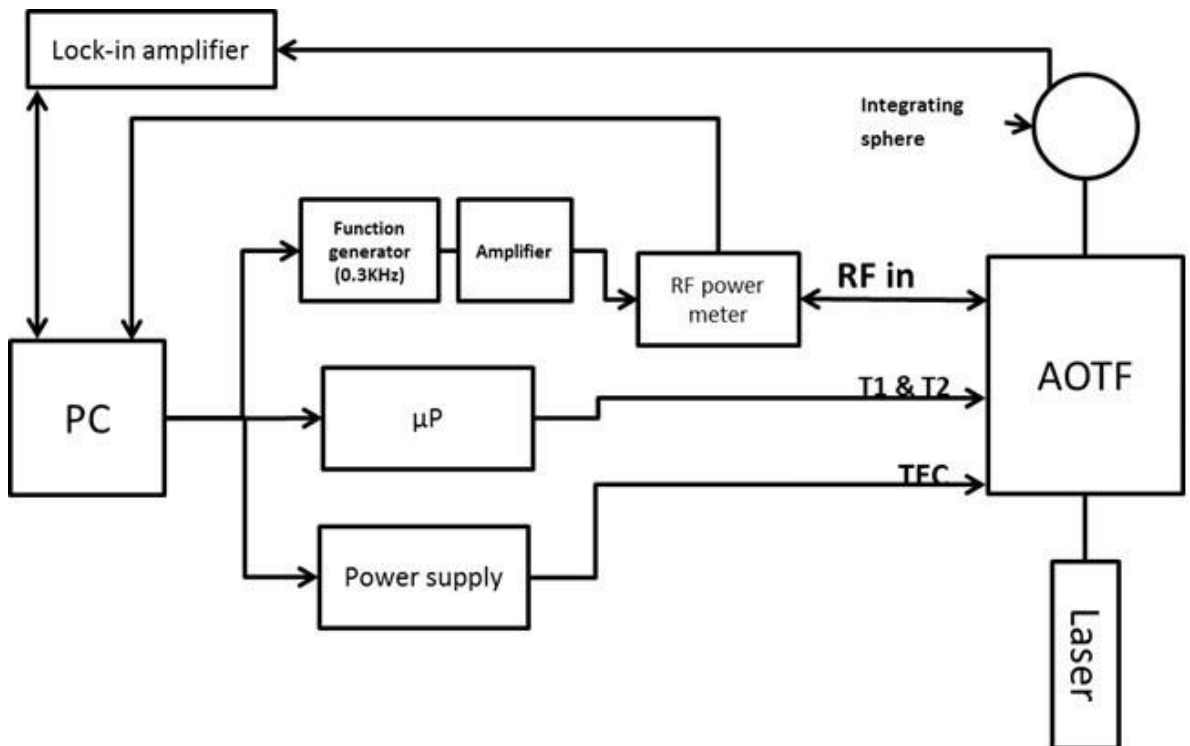 Lock-in amplifier
Integrating
sphere
Function
generator
(0.3KHz)
Amplifier
RF power
meter
RF in
AOTF
PC
µP
T1 & T2
TEC
Power supply
Laser